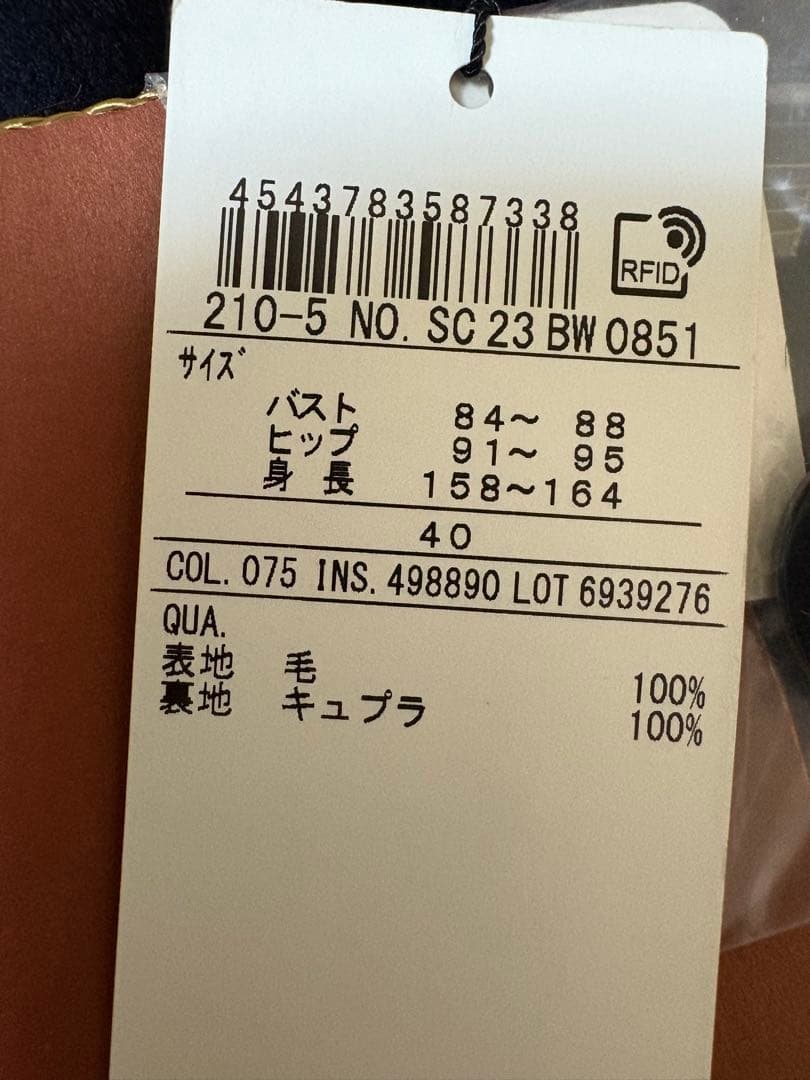 4543783587338
RFID
210-5 NO. SC 23 BW 0851
サイズ
バスト 84～ 88
ヒップ 91～ 95
身 長 158～164
40
COL. 075 INS. 498890 LOT 6939276
QUA.
表地 毛 100%
裏地 キュプラ 100%